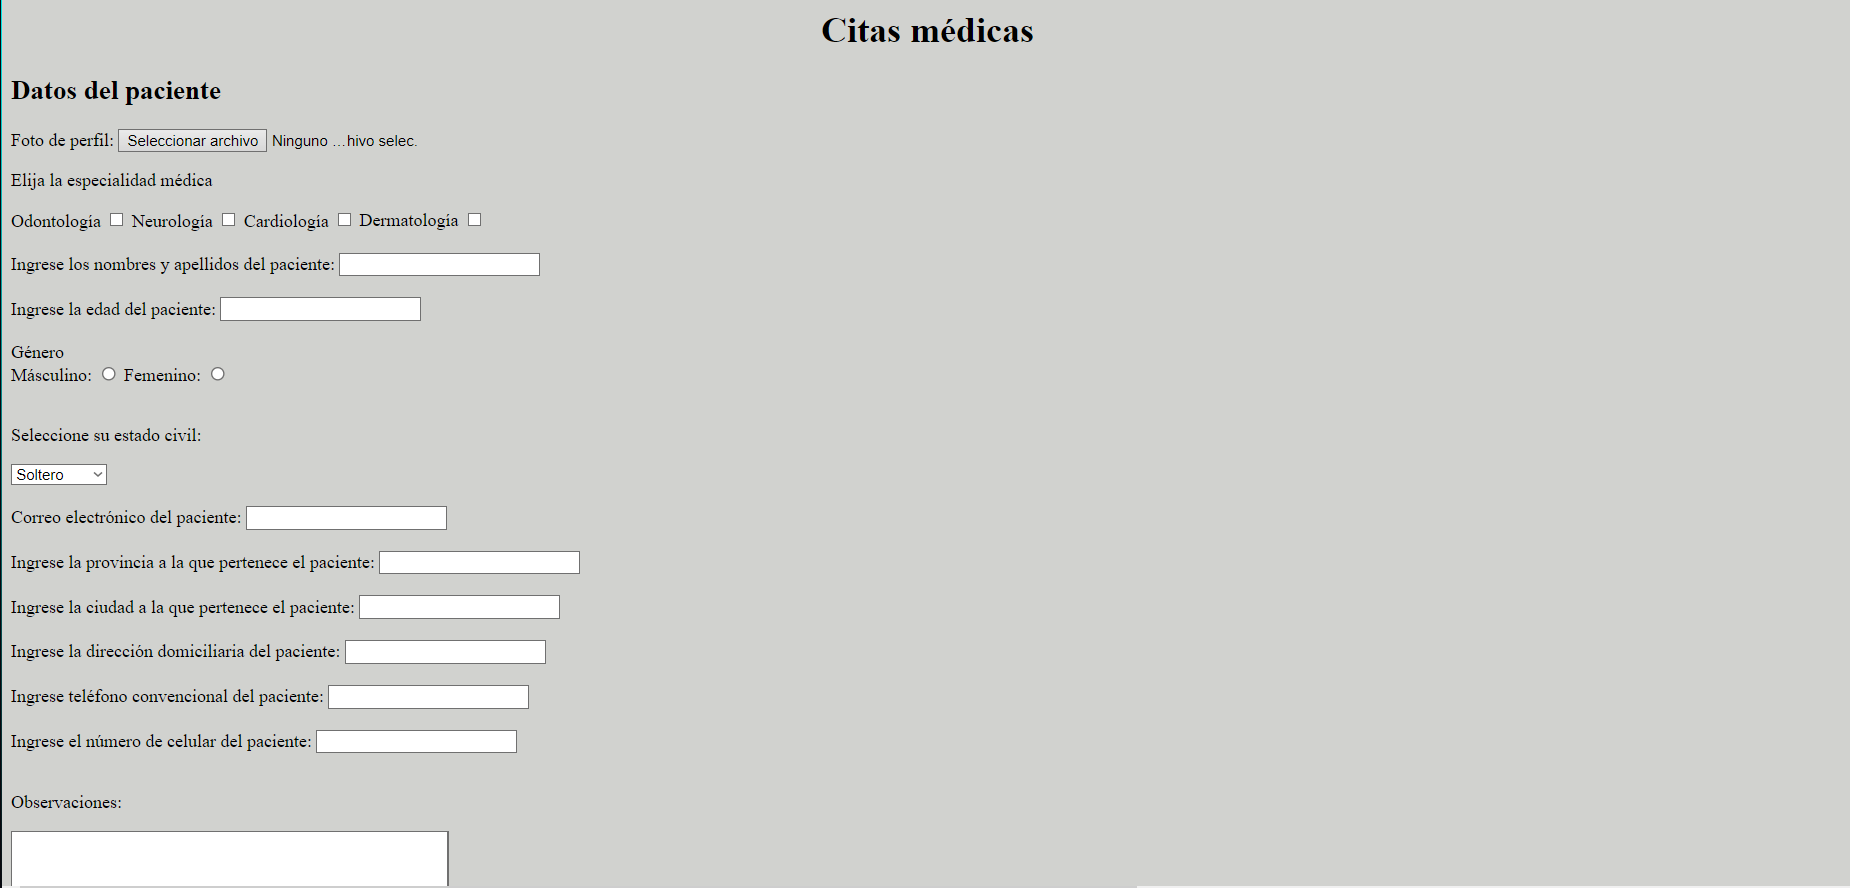 Citas médicas
Datos del paciente
Foto de perfil: Seleccionar archivo Ninguno ...hivo selec.
Elija la especialidad médica
Odontología Neurología Cardiología Dermatología
Ingrese los nombres y apellidos del paciente:
Ingrese la edad del paciente:
Género
Másculino: Femenino:
Seleccione su estado civil:
Soltero
Correo electrónico del paciente:
Ingrese la provincia a la que pertenece el paciente:
Ingrese la ciudad a la que pertenece el paciente:
Ingrese la dirección domiciliaria del paciente:
Ingrese teléfono convencional del paciente:
Ingrese el número de celular del paciente:
Observaciones: